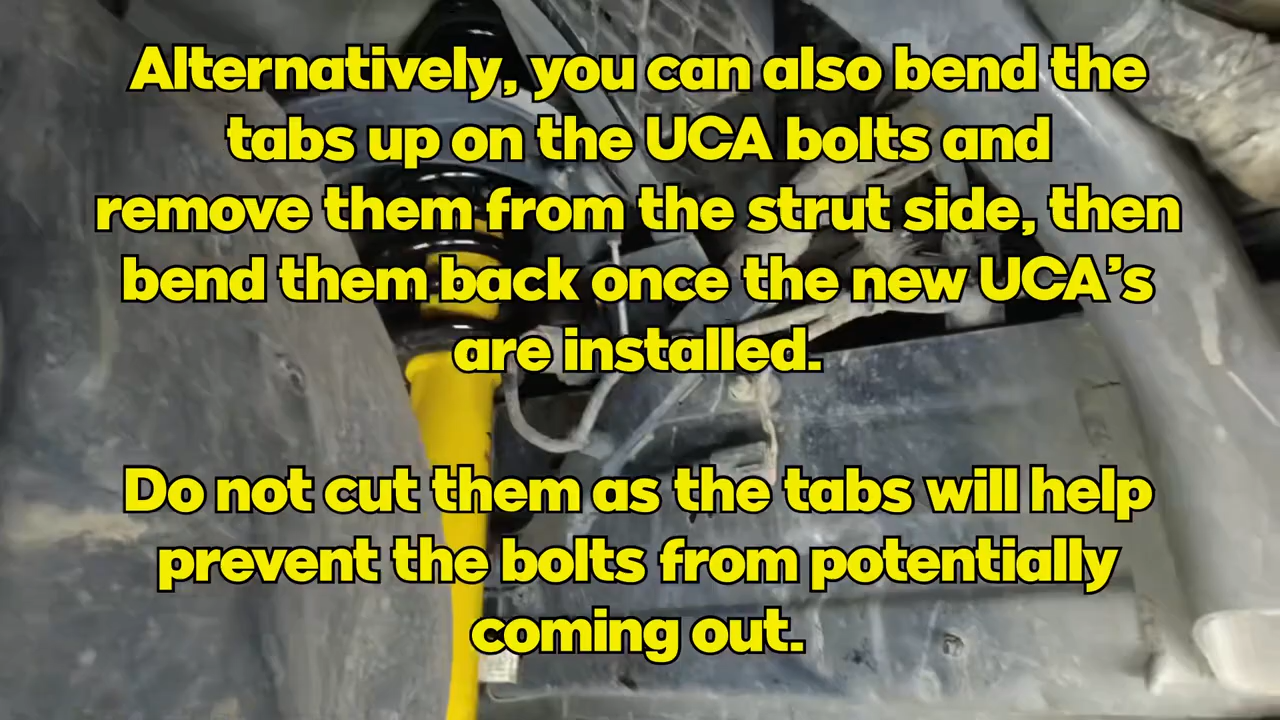 Alternatively, you can also bend the
tabs up on the UCA bolts and
remove them from the strut side, then
bend them back once the new UCA’s
are installed.
Do not cut them as the tabs will help
prevent the bolts from potentially
coming out.